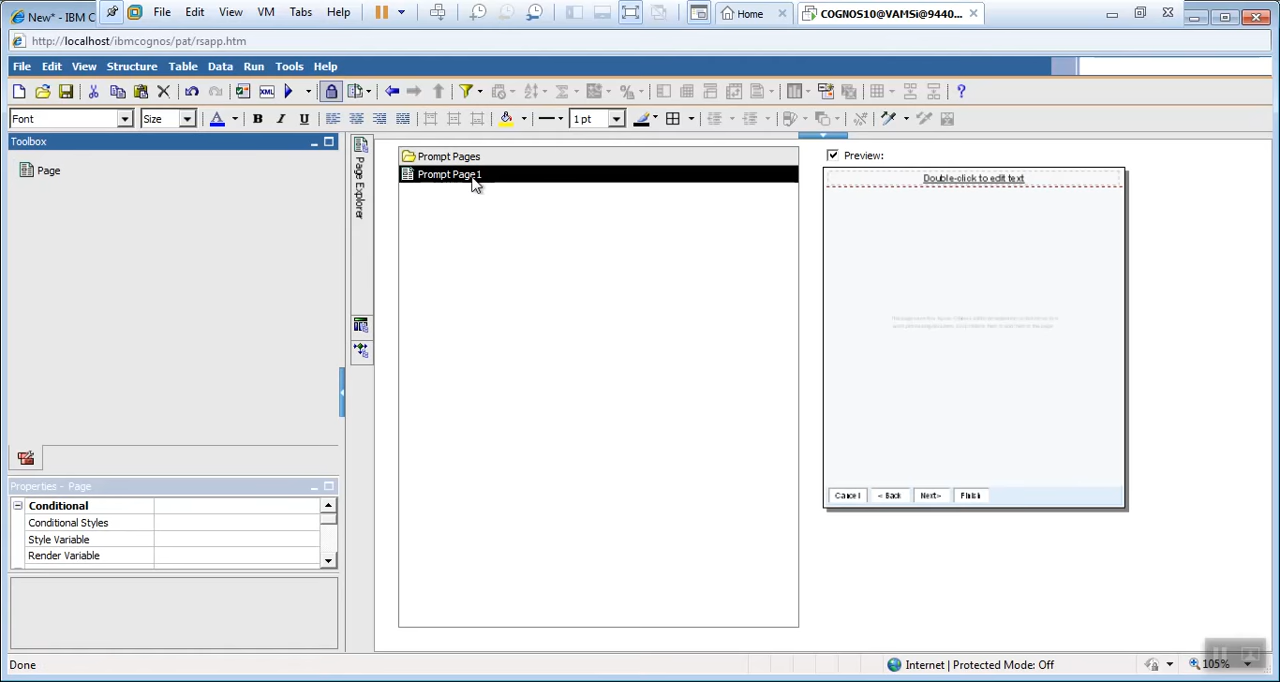 New* - IBM C
File Edit View VM Tabs Help
Home
COGNOS10@VAMSi@9440...
http://localhost/ibmcognos/pat/rsapp.htm
File Edit View Structure Table Data Run Tools Help
Font Size 1 pt
Toolbox
Page
Page Explorer
Prompt Pages
Prompt Page1
Preview:
Double-click to edit text
Cancel < Back Next > Finish
Properties - Page
Conditional
Conditional Styles
Style Variable
Render Variable
Done
Internet | Protected Mode: Off
105%